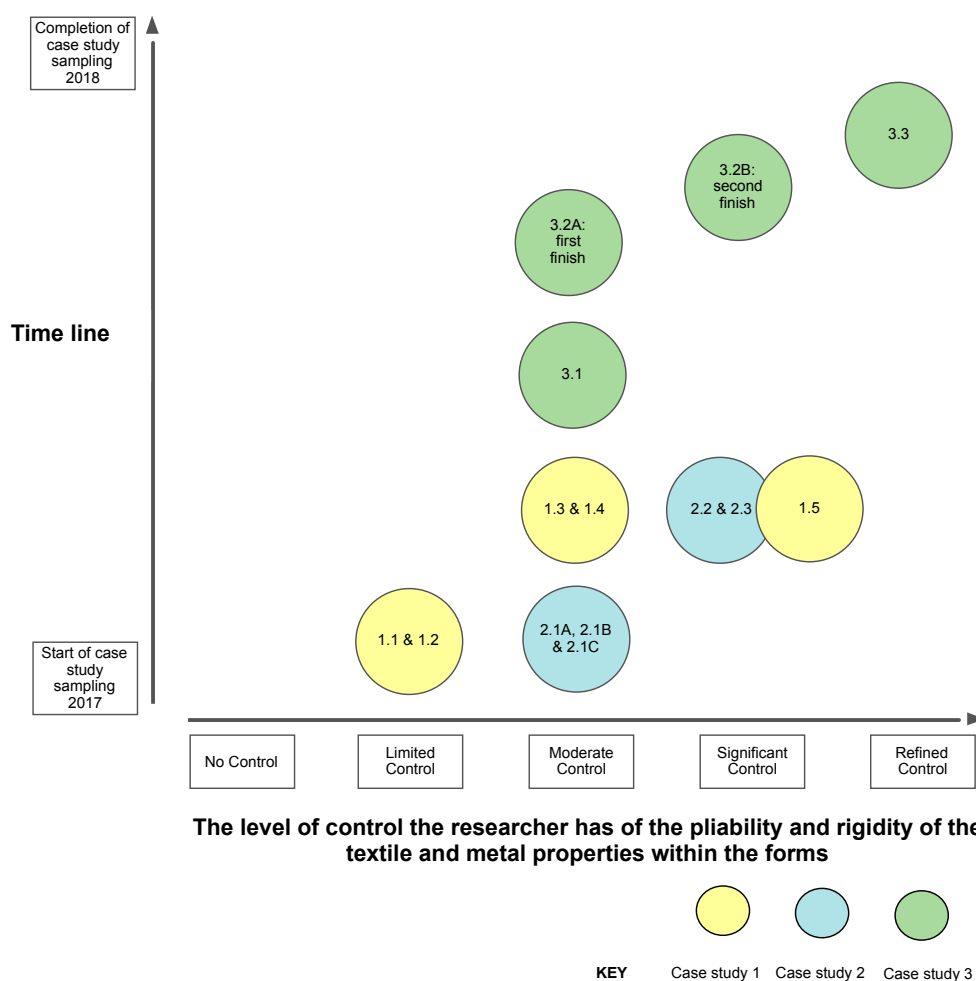 Completion of
case study
sampling
2018
3.3
3.2B:
second
finish
3.2A:
first
finish
Time line
3.1
1.3 & 1.4
2.2 & 2.3
1.5
1.1 & 1.2
2.1A, 2.1B
& 2.1C
Start of case
study
sampling
2017
No Control
Limited
Control
Moderate
Control
Significant
Control
Refined
Control
The level of control the researcher has of the pliability and rigidity of the
textile and metal properties within the forms
KEY
Case study 1
Case study 2
Case study 3